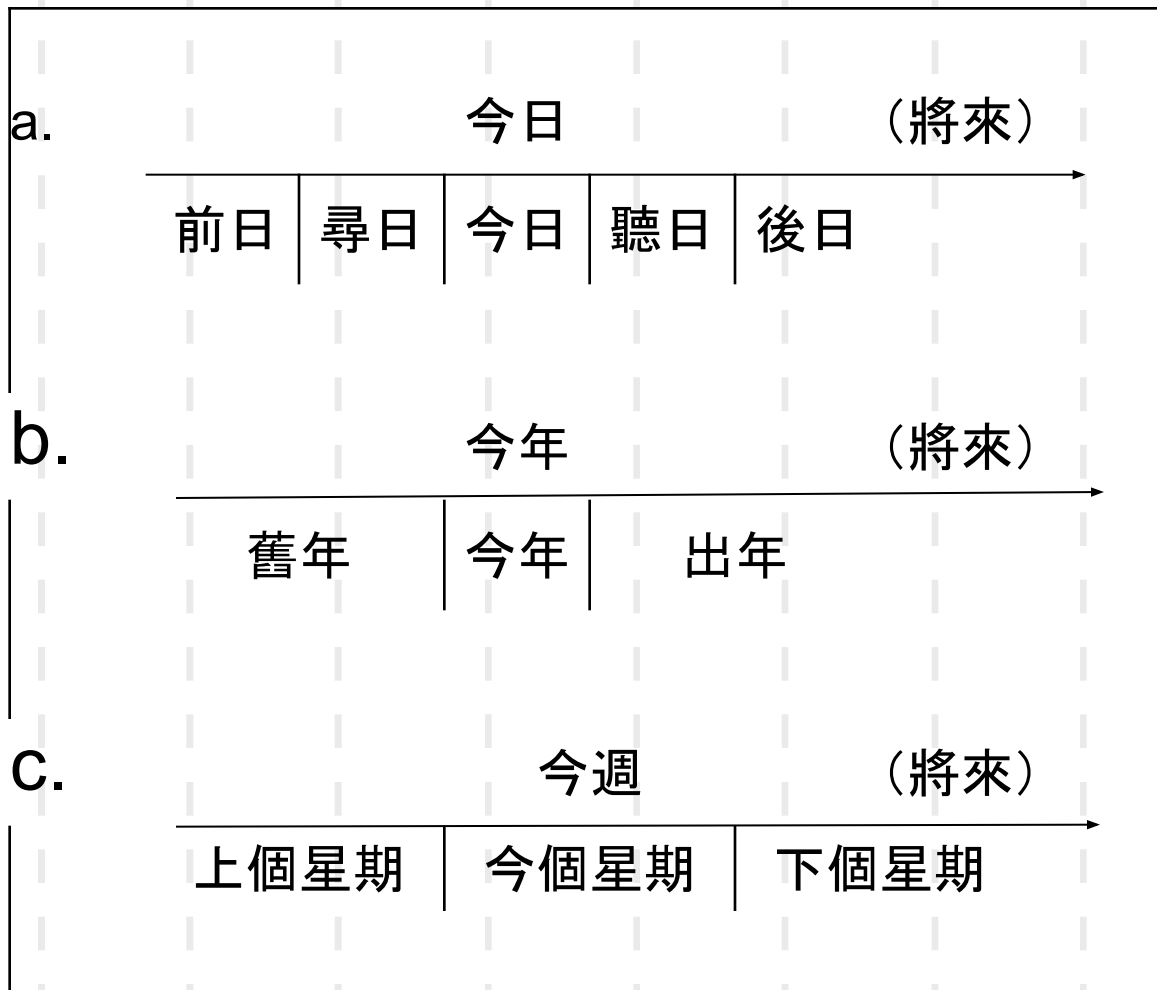 a. 今日 （將來）
前日 尋日 今日 聽日 後日
b. 今年 （將來）
舊年 今年 出年
c. 今週 （將來）
上個星期 今個星期 下個星期